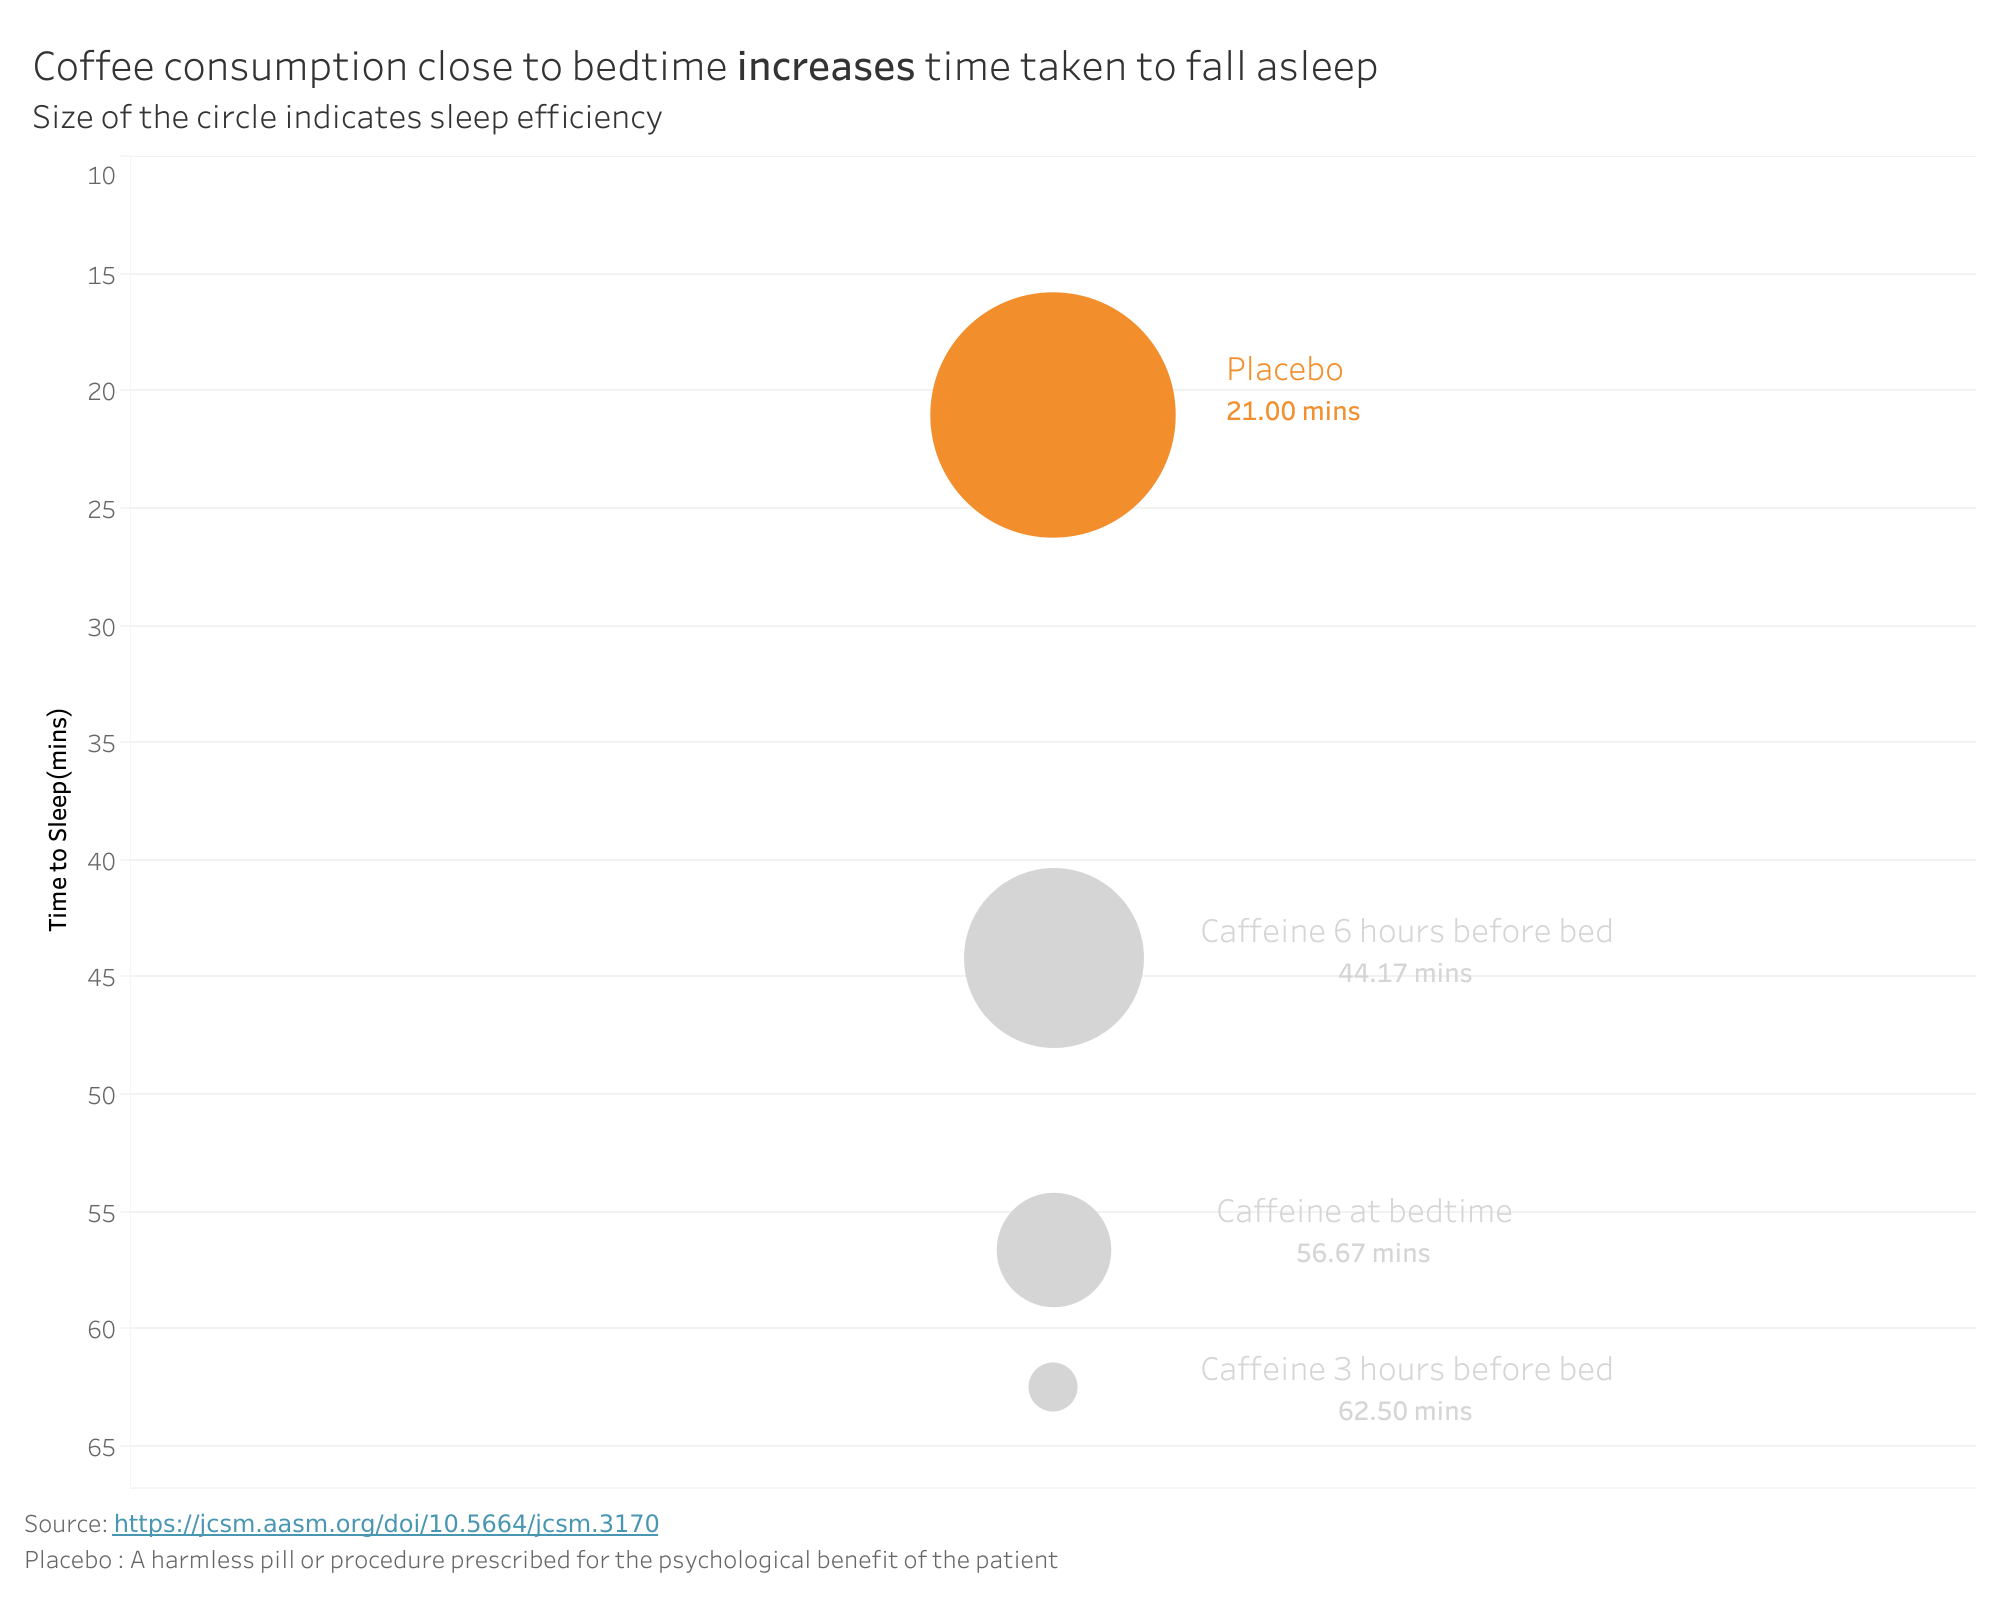 Coffee consumption close to bedtime increases time taken to fall asleep
Size of the circle indicates sleep efficiency
10
15
20
25
30
35
40
45
50
55
60
65
Time to Sleep(mins)
Placebo
21.00 mins
Caffeine 6 hours before bed
44.17 mins
Caffeine at bedtime
56.67 mins
Caffeine 3 hours before bed
62.50 mins
Source: https://jcsm.aasm.org/doi/10.5664/jcsm.3170
Placebo : A harmless pill or procedure prescribed for the psychological benefit of the patient